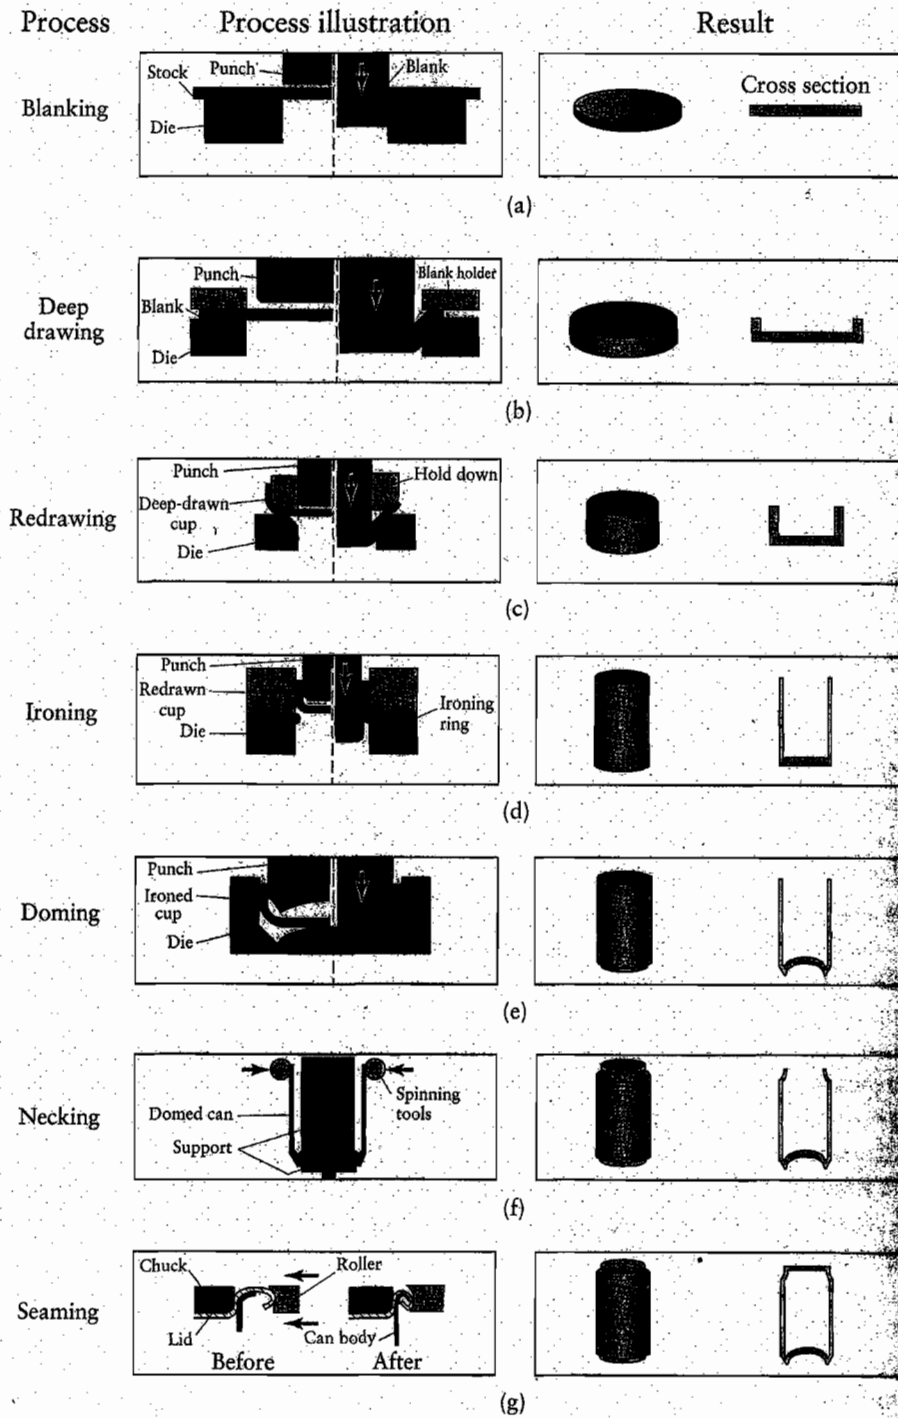 Process Process illustration Result
Blanking
Stock
Punch
Blank
Die
Cross section
(a)
Deep
drawing
Punch
Blank holder
Blank
Die
(b)
Redrawing
Punch
Hold down
Deep-drawn
cup
Die
(c)
Ironing
Punch
Redrawn
cup
Die
Ironing
ring
(d)
Doming
Punch
Ironed
cup
Die
(e)
Necking
Domed can
Spinning
tools
Support
(f)
Seaming
Chuck
Roller
Lid
Can body
Before
After
(g)